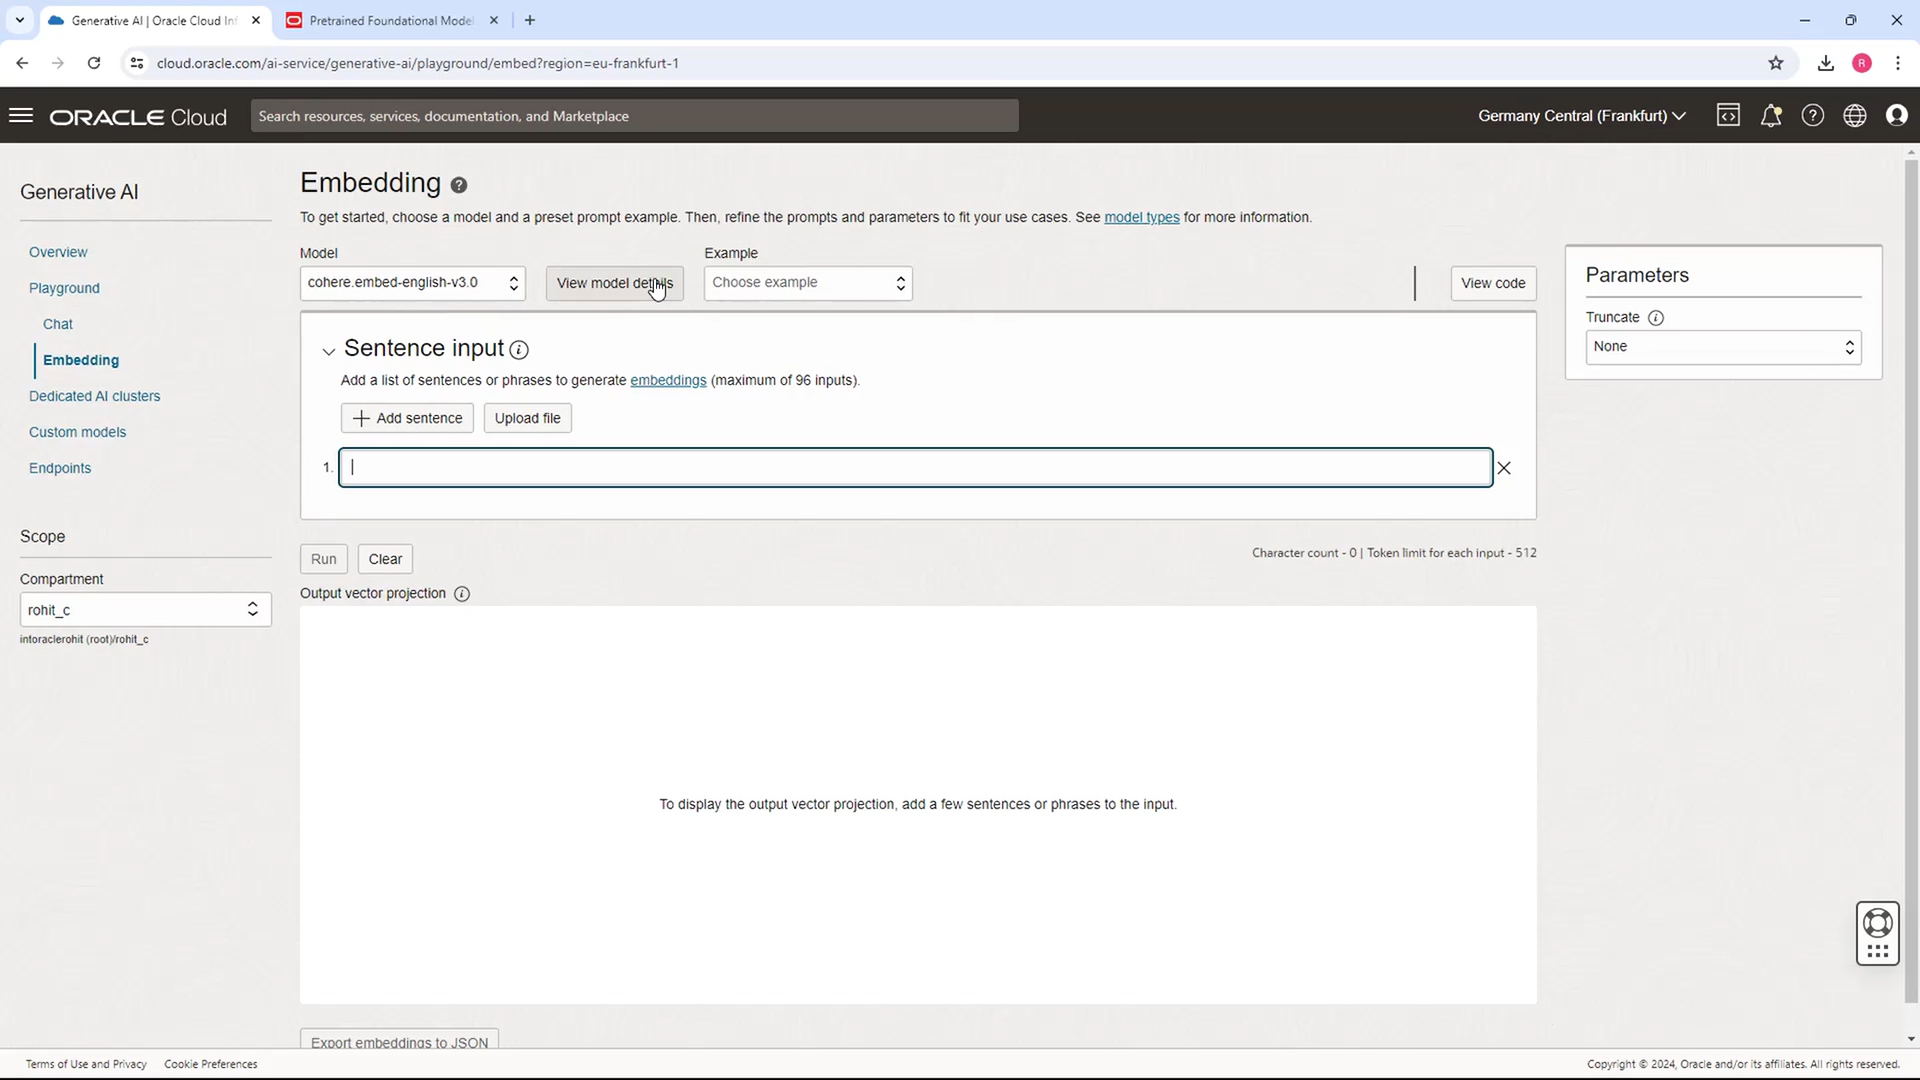 Generative AI | Oracle Cloud In
Pretrained Foundational Model
cloud.oracle.com/ai-service/generative-ai/playground/embed?region=eu-frankfurt-1
R
ORACLE Cloud
Search resources, services, documentation, and Marketplace
Germany Central (Frankfurt)
Generative AI
Overview
Playground
Chat
Embedding
Dedicated AI clusters
Custom models
Endpoints
Scope
Compartment
rohit_c
intoraclerohit (root)/rohit_c
Embedding
To get started, choose a model and a preset prompt example. Then, refine the prompts and parameters to fit your use cases. See model types for more information.
Model
Example
cohere.embed-english-v3.0
View model details
Choose example
View code
Sentence input
Add a list of sentences or phrases to generate embeddings (maximum of 96 inputs).
Add sentence
Upload file
1.
Run
Clear
Character count - 0 | Token limit for each input - 512
Output vector projection
To display the output vector projection, add a few sentences or phrases to the input.
Export embeddings to JSON
Parameters
Truncate
None
Terms of Use and Privacy
Cookie Preferences
Copyright © 2024, Oracle and/or its affiliates. All rights reserved.